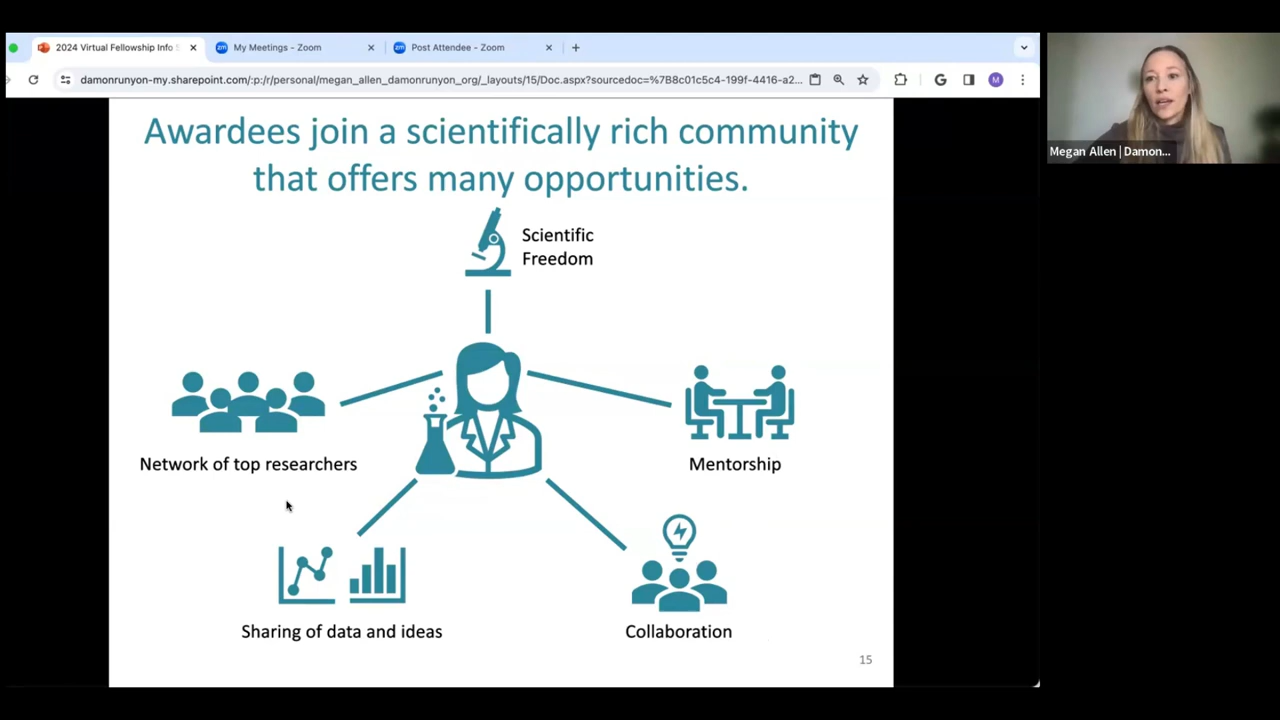 2024 Virtual Fellowship Info S
My Meetings - Zoom
Post Attendee - Zoom
damonrunyon-my.sharepoint.com/:p:/r/personal/megan_allen_damonrunyon_org/_layouts/15/Doc.aspx?sourcedoc=%7B8c01c5c4-199f-4416-a2...
M
Megan Allen | Damon...
Awardees join a scientifically rich community
that offers many opportunities.
Scientific
Freedom
Network of top researchers
Mentorship
Sharing of data and ideas
Collaboration
15